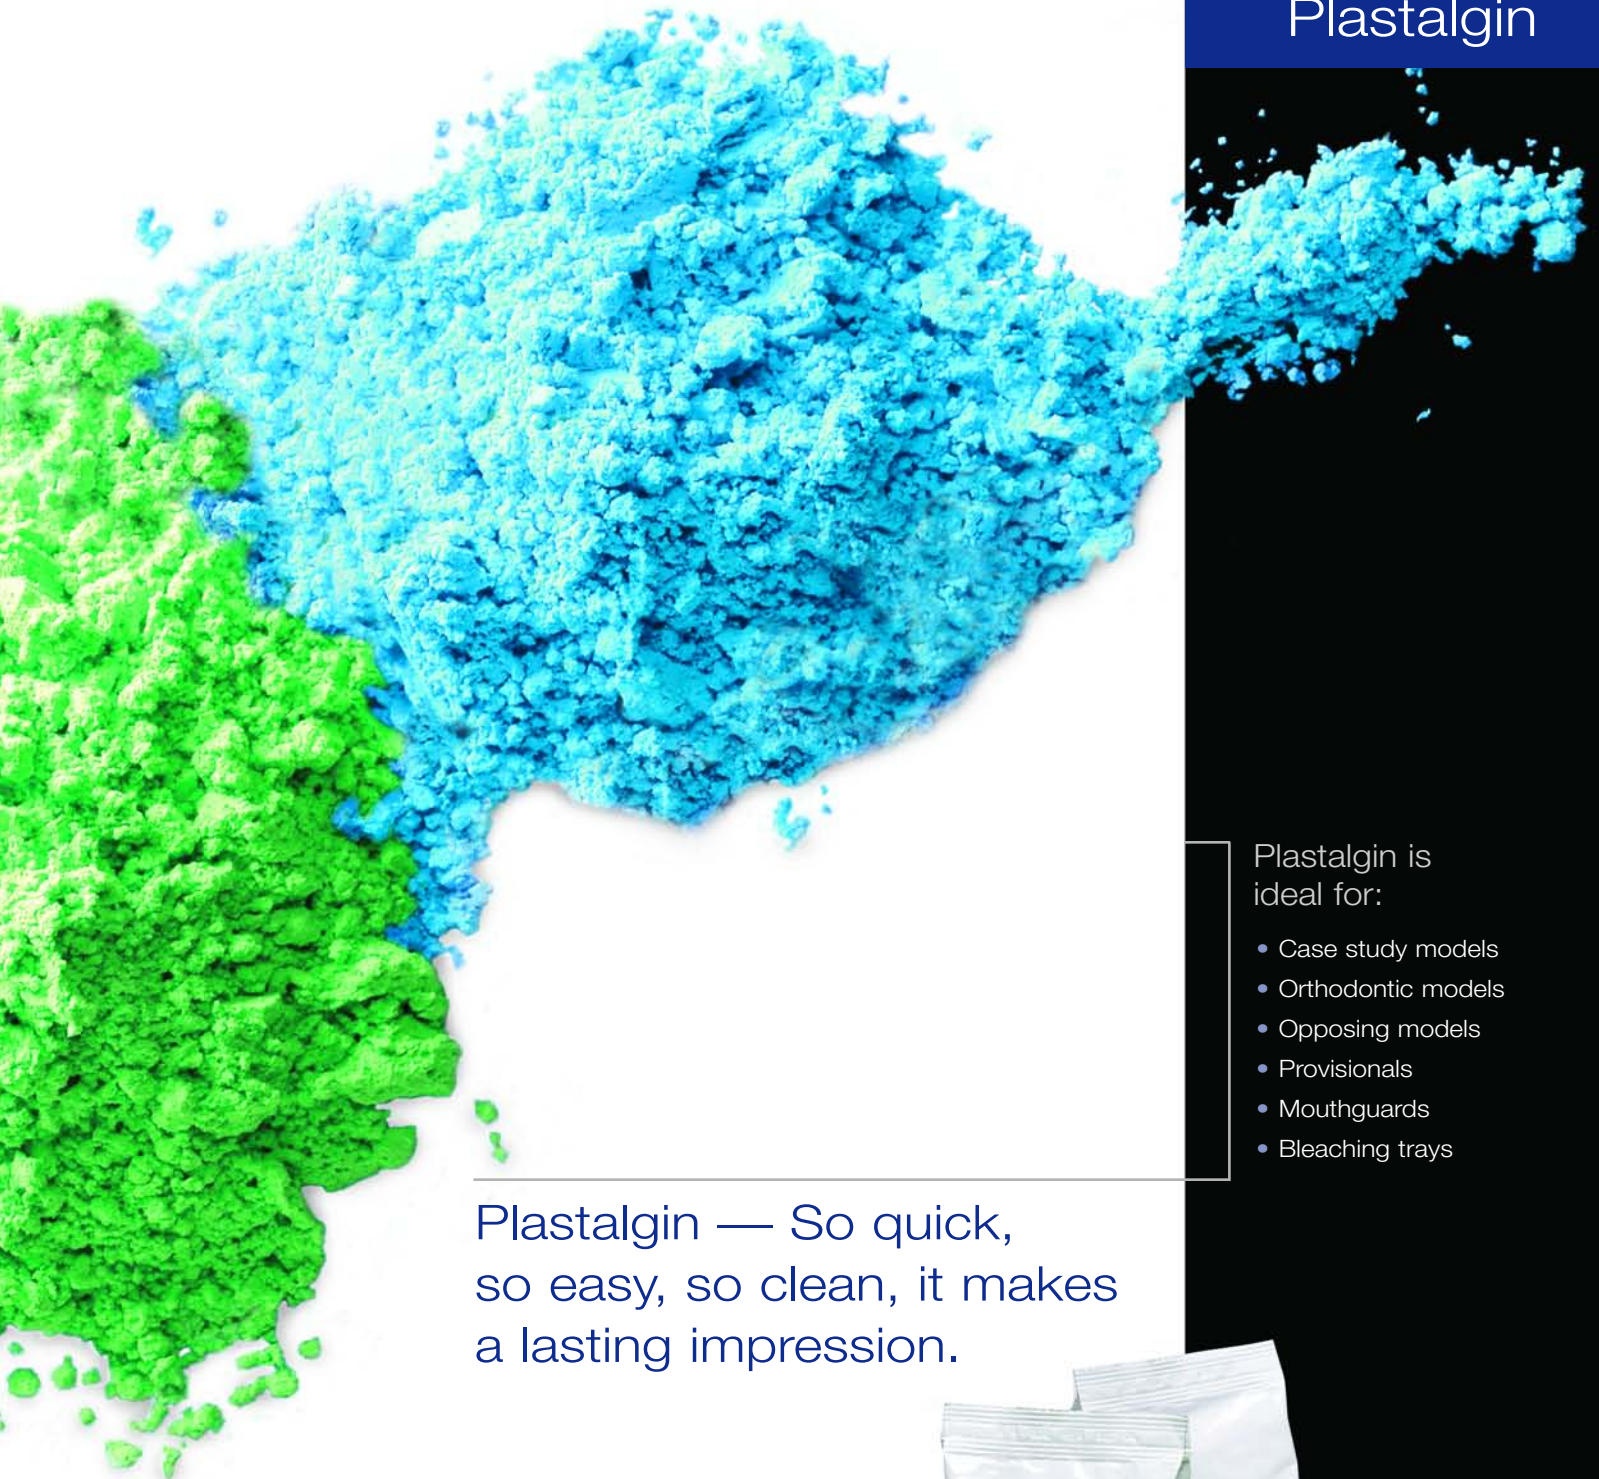 Plastalgin
Plastalgin is
ideal for:
• Case study models
• Orthodontic models
• Opposing models
• Provisionals
• Mouthguards
• Bleaching trays
Plastalgin — So quick,
so easy, so clean, it makes
a lasting impression.